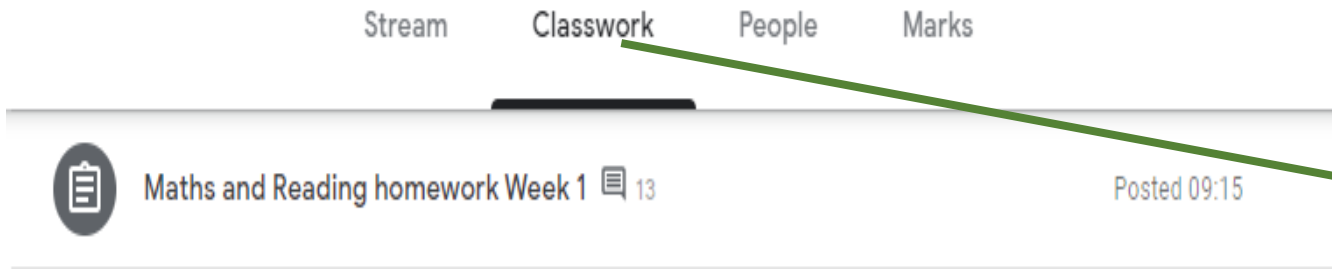 Stream Classwork People Marks
Maths and Reading homework Week 1 13 Posted 09:15